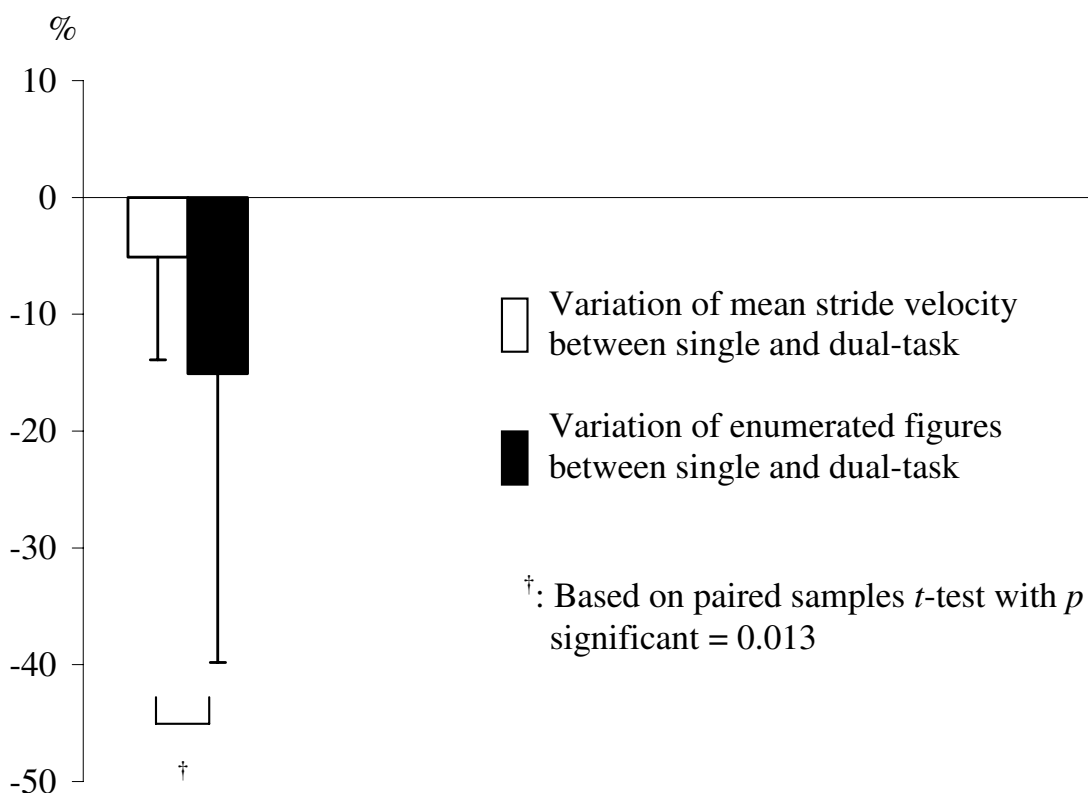 %
10
0
-10
-20
-30
-40
-50
Variation of mean stride velocity
between single and dual-task
Variation of enumerated figures
between single and dual-task
†: Based on paired samples t-test with p
significant = 0.013
†